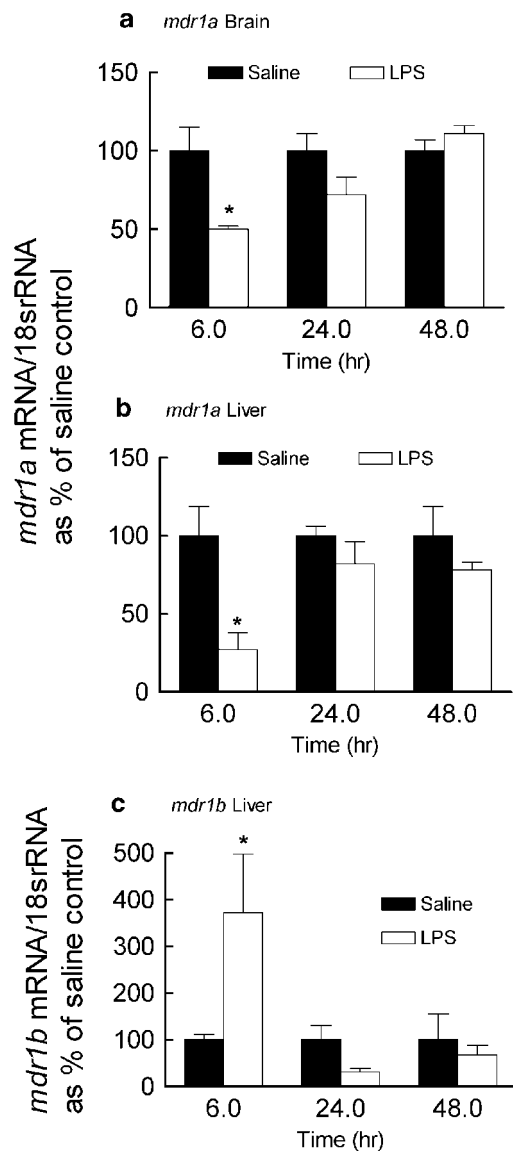 a mdr1a Brain
150
100
50
0
Saline LPS
*
6.0 24.0 48.0
Time (hr)
mdr1a mRNA/18srRNA
as % of saline control
b mdr1a Liver
150
100
50
0
Saline LPS
*
6.0 24.0 48.0
Time (hr)
c mdr1b Liver
mdr1b mRNA/18srRNA
as % of saline control
500
400
300
200
100
0
*
Saline
LPS
6.0 24.0 48.0
Time (hr)